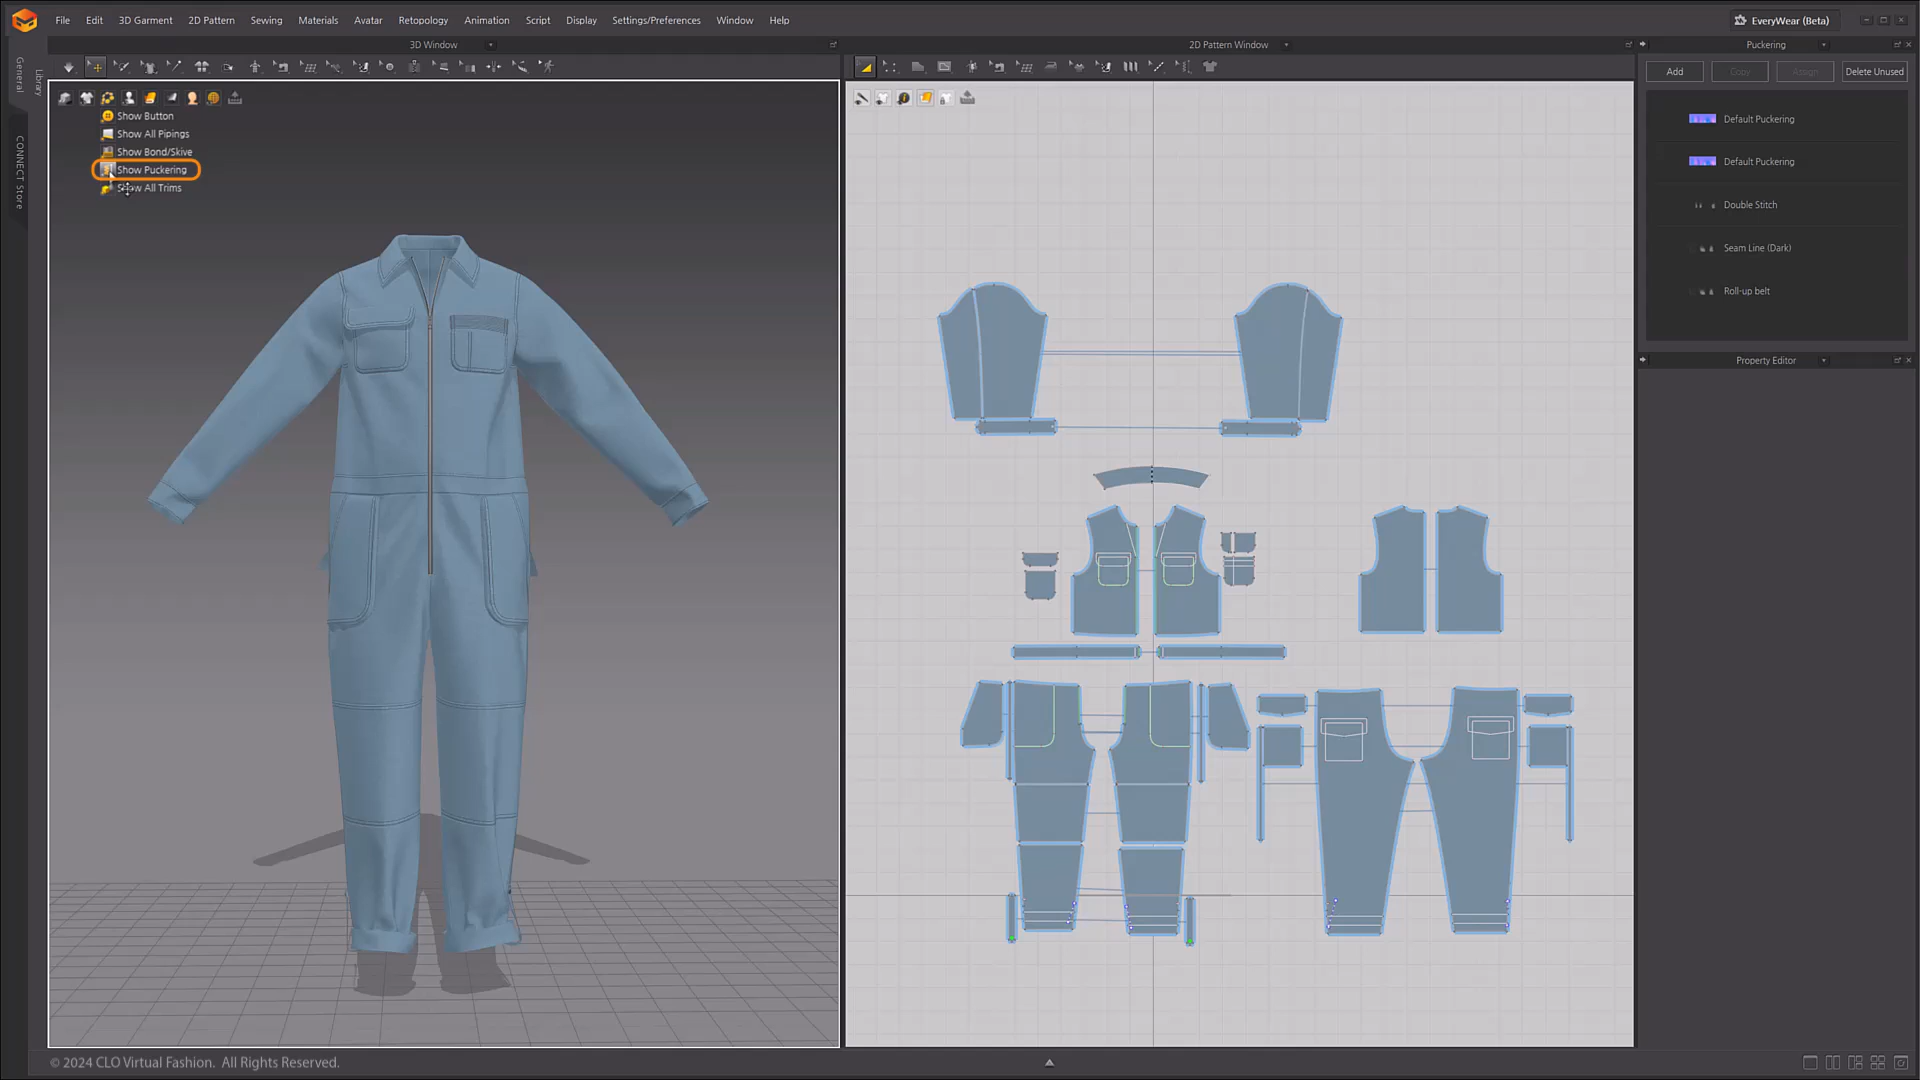 File Edit 3D Garment 2D Pattern Sewing Materials Avatar Retopology Animation Script Display Settings/Preferences Window Help EveryWear (Beta)
3D Window 2D Pattern Window Puckering
General
Library
CONNECT Store
Add Copy Assign Delete Unused
Show Button
Show All Pipings
Show Bond/Skive
Show Puckering
Show All Trims
Default Puckering
Default Puckering
Double Stitch
Seam Line (Dark)
Roll-up belt
Property Editor
© 2024 CLO Virtual Fashion. All Rights Reserved.